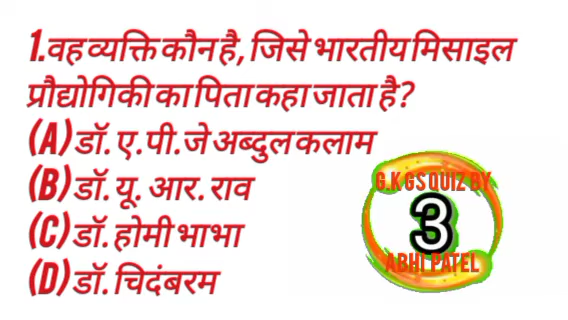 1.वह व्यक्ति कौन है, जिसे भारतीय मिसाइल
प्रौद्योगिकी का पिता कहा जाता है?
(A) डॉ. ए.पी.जे अब्दुल कलाम
(B) डॉ. यू. आर. राव
(C) डॉ. होमी भाभा
(D) डॉ. चिदंबरम
G.K GS QUIZ BY
3
ABHI PATEL